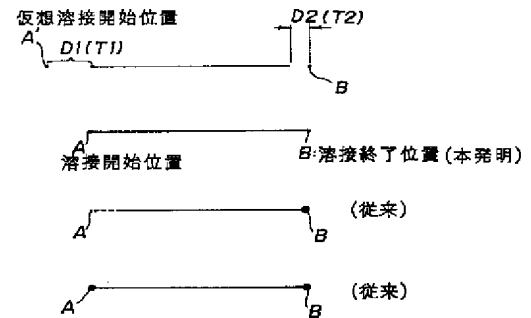 仮想溶接開始位置
D2(T2)
A'
D1(T1)
B
A
溶接開始位置
B:溶接終了位置(本発明)
A
B
(従来)
A
B
(従来)